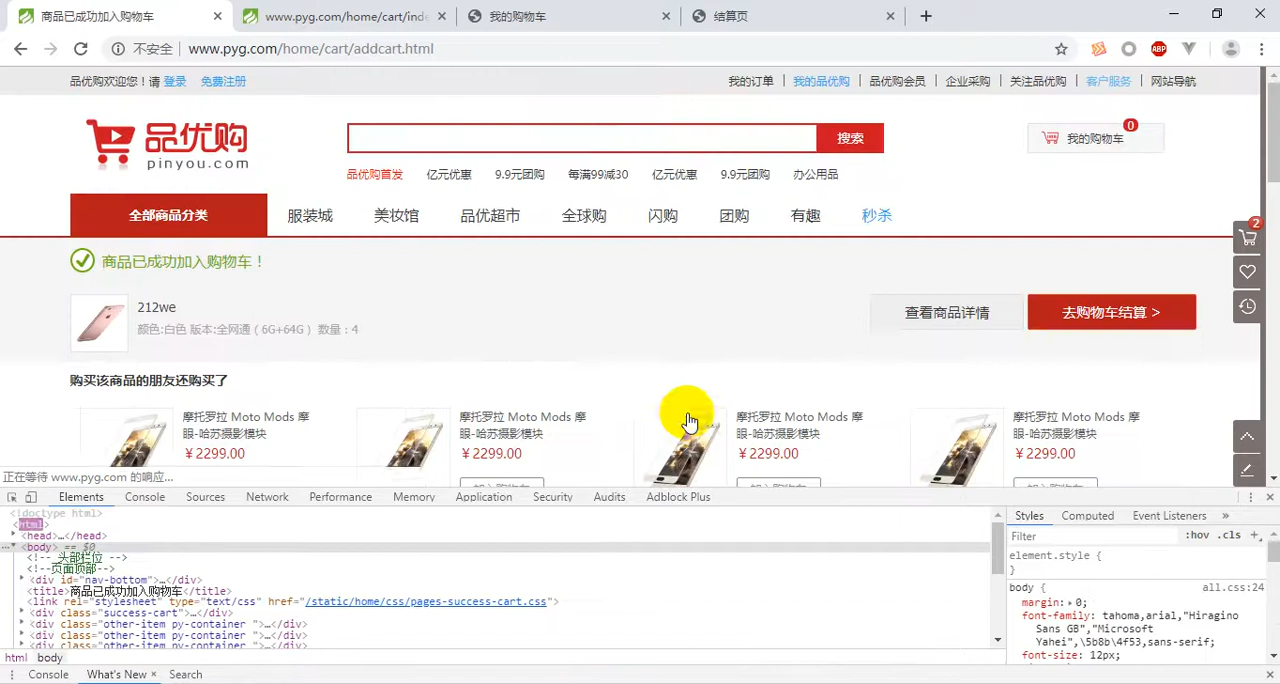 商品已成功加入购物车
www.pyg.com/home/cart/inde
我的购物车
结算页
不安全 www.pyg.com/home/cart/addcart.html
ABP
品优购欢迎您！请 登录 免费注册
我的订单 我的品优购 品优购会员 企业采购 关注品优购 客户服务 网站导航
品优购
pinyou.com
搜索
我的购物车
0
品优购首发 亿元优惠 9.9元团购 每满99减30 亿元优惠 9.9元团购 办公用品
全部商品分类 服装城 美妆馆 品优超市 全球购 闪购 团购 有趣 秒杀
2
商品已成功加入购物车！
212we
颜色:白色 版本:全网通（6G+64G） 数量：4
查看商品详情 去购物车结算 >
购买该商品的朋友还购买了
摩托罗拉 Moto Mods 摩
眼-哈苏摄影模块
￥2299.00
摩托罗拉 Moto Mods 摩
眼-哈苏摄影模块
￥2299.00
摩托罗拉 Moto Mods 摩
眼-哈苏摄影模块
￥2299.00
摩托罗拉 Moto Mods 摩
眼-哈苏摄影模块
￥2299.00
正在等待 www.pyg.com 的响应...
Elements Console Sources Network Performance Memory Application Security Audits Adblock Plus
<!doctype html>
<html>
<head>…</head>
<body> == $0
<!-- 头部栏位 -->
<!--页面顶部-->
<div id="nav-bottom">…</div>
<title>商品已成功加入购物车</title>
<link rel="stylesheet" type="text/css" href="/static/home/css/pages-success-cart.css">
<div class="success-cart">…</div>
<div class="other-item py-container ">…</div>
<div class="other-item py-container ">…</div>
<div class="other-item py-container ">…</div>
html body
Styles Computed Event Listeners »
Filter :hov .cls +
element.style {
}
body { all.css:24
margin: 0;
font-family: tahoma,arial,"Hiragino
Sans GB","Microsoft
Yahei",\5b8b\4f53,sans-serif;
font-size: 12px;
Console What's New × Search